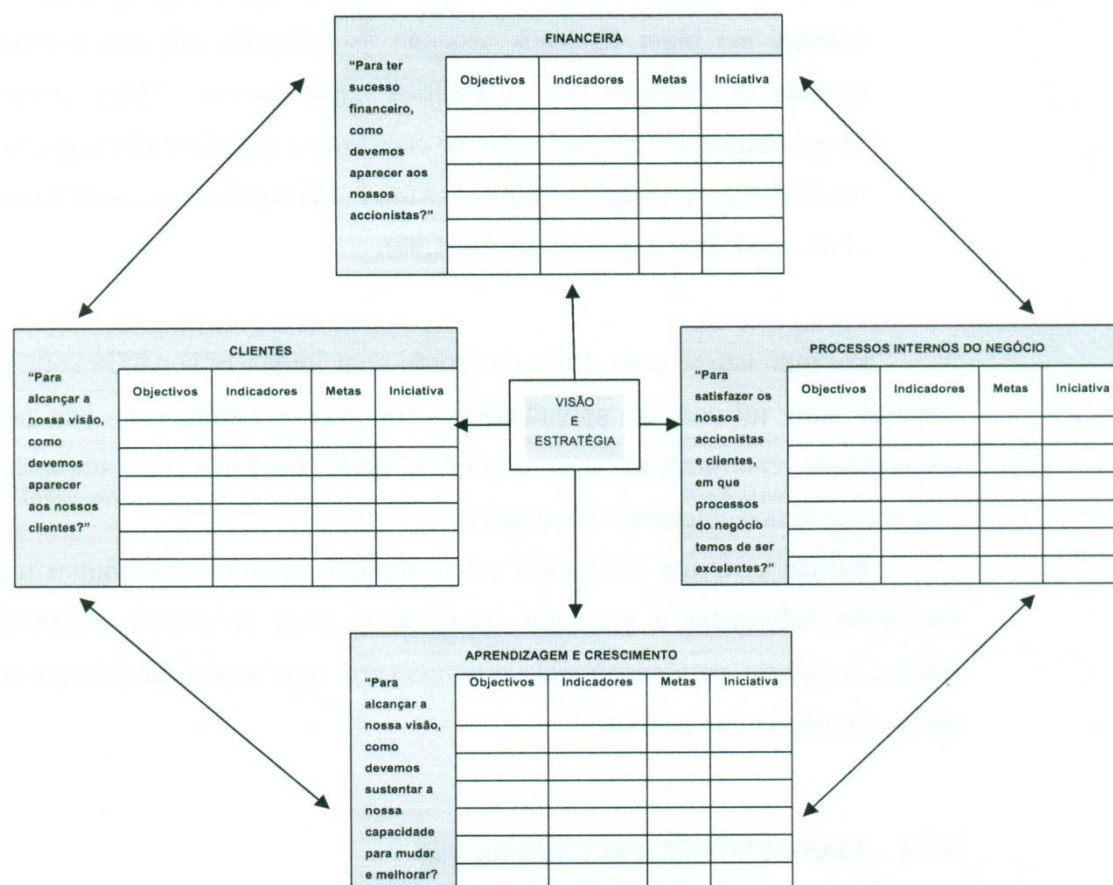 FINANCEIRA
"Para ter
sucesso
financeiro,
como
devemos
aparecer aos
nossos
accionistas?"
Objectivos Indicadores Metas Iniciativa
CLIENTES
"Para
alcançar a
nossa visão,
como
devemos
aparecer
aos nossos
clientes?"
Objectivos Indicadores Metas Iniciativa
VISÃO
E
ESTRATÉGIA
PROCESSOS INTERNOS DO NEGÓCIO
"Para
satisfazer os
nossos
accionistas
e clientes,
em que
processos
do negócio
temos de ser
excelentes?"
Objectivos Indicadores Metas Iniciativa
APRENDIZAGEM E CRESCIMENTO
"Para
alcançar a
nossa visão,
como
devemos
sustentar a
nossa
capacidade
para mudar
e melhorar?
Objectivos Indicadores Metas Iniciativa